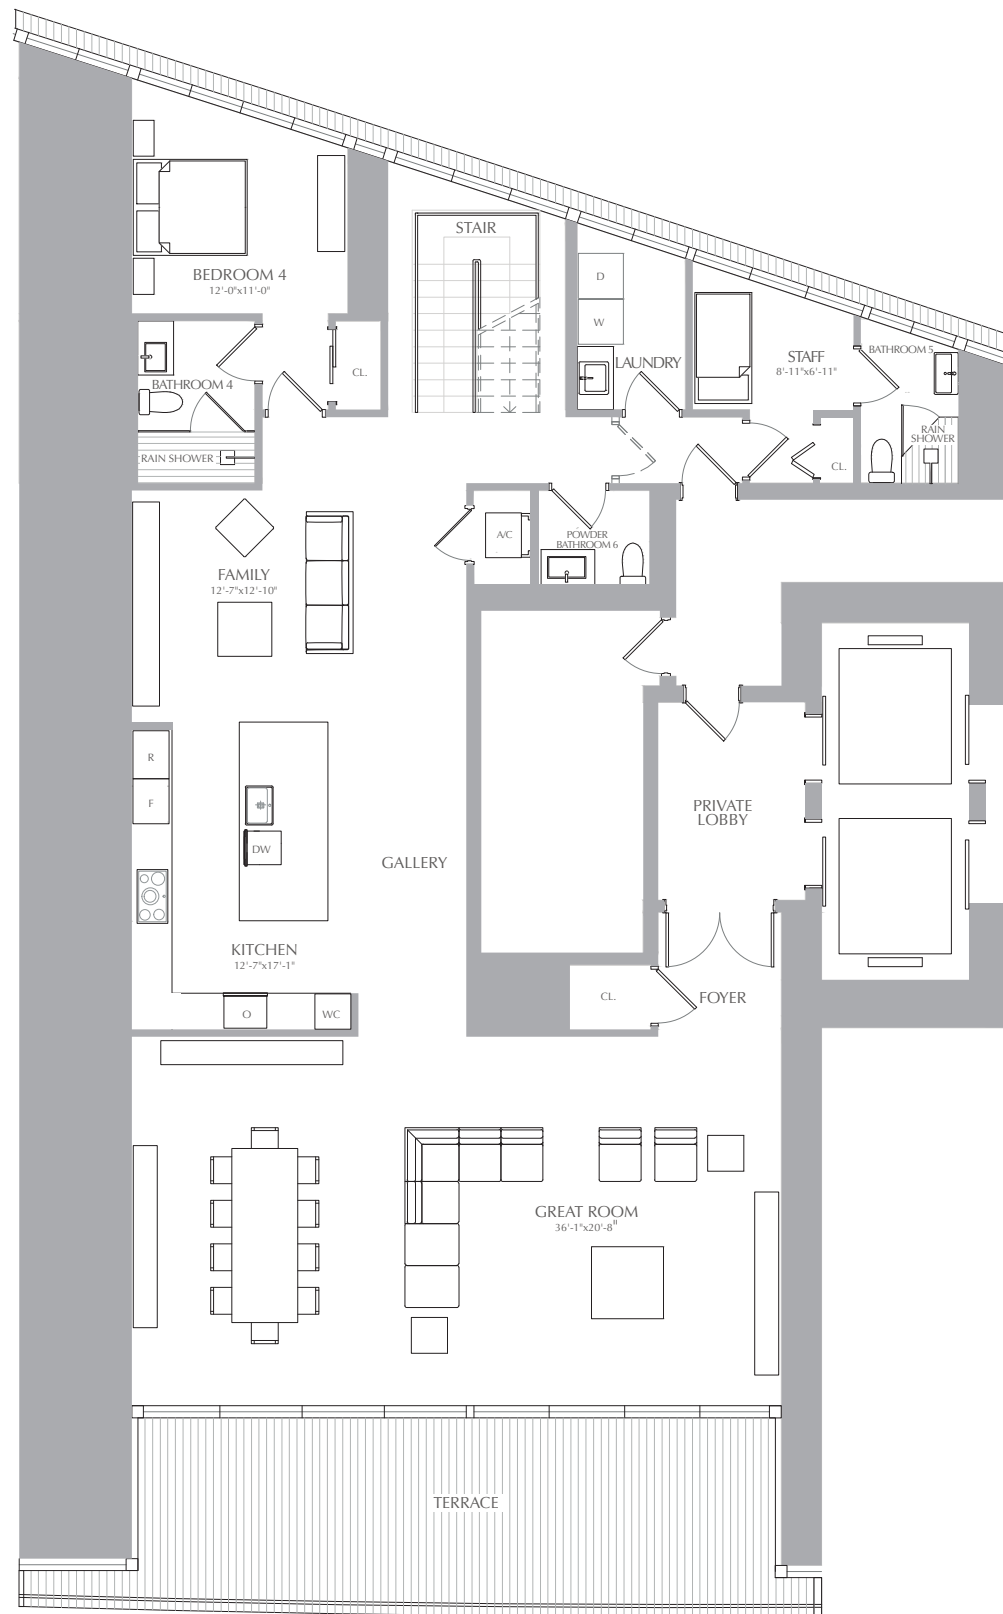 STAIR
BEDROOM 4
12'-0"x11'-0"
D
W
LAUNDRY
STAFF
8'-11"x6'-11"
BATHROOM 5
CL.
BATHROOM 4
RAIN SHOWER
RAIN
SHOWER
CL.
A/C
POWDER
BATHROOM 6
FAMILY
12'-7"x12'-10"
R
F
DW
PRIVATE
LOBBY
GALLERY
KITCHEN
12'-7"x17'-1"
CL.
FOYER
O
WC
GREAT ROOM
36'-1"x20'-8"
TERRACE